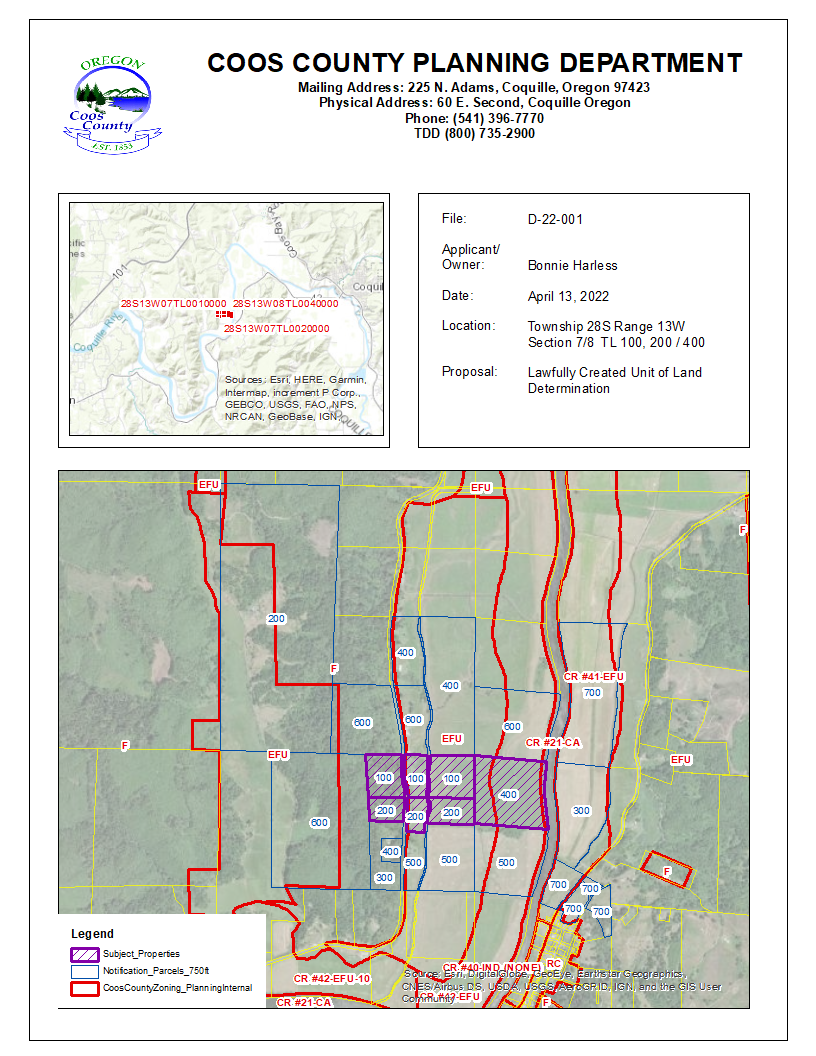 OREGON
Coos
County
EST. 1853
COOS COUNTY PLANNING DEPARTMENT
Mailing Address: 225 N. Adams, Coquille, Oregon 97423
Physical Address: 60 E. Second, Coquille Oregon
Phone: (541) 396-7770
TDD (800) 735-2900
101
42
Coquil
Coquille
28S13W07TL0010000 28S13W08TL0040000
28S13W07TL0020000
Sources: Esri, HERE, Garmin,
Intermap, increment P Corp.,
GEBCO, USGS, FAO, NPS,
NRCAN, GeoBase, IGN,
File: D-22-001
Applicant/
Owner: Bonnie Harless
Date: April 13, 2022
Location: Township 28S Range 13W
Section 7/8 TL 100, 200 / 400
Proposal: Lawfully Created Unit of Land
Determination
EFU
EFU
F
200
400
F
CR #41-EFU
400
700
600
600
600
EFU
CR #21-CA
F
EFU
EFU
100
100
100
400
200
200
200
300
600
400
500
500
500
300
F
700
700
700
700
CR #40-IND (NONE)
RC
CR #42-EFU-10
CR #21-CA
F
Legend
Subject_Properties
Notification_Parcels_750ft
CoosCountyZoning_PlanningInternal
Source: Esri, DigitalGlobe, GeoEye, Earthstar Geographics,
CNES/Airbus DS, USDA, USGS, AeroGRID, IGN, and the GIS User
Community